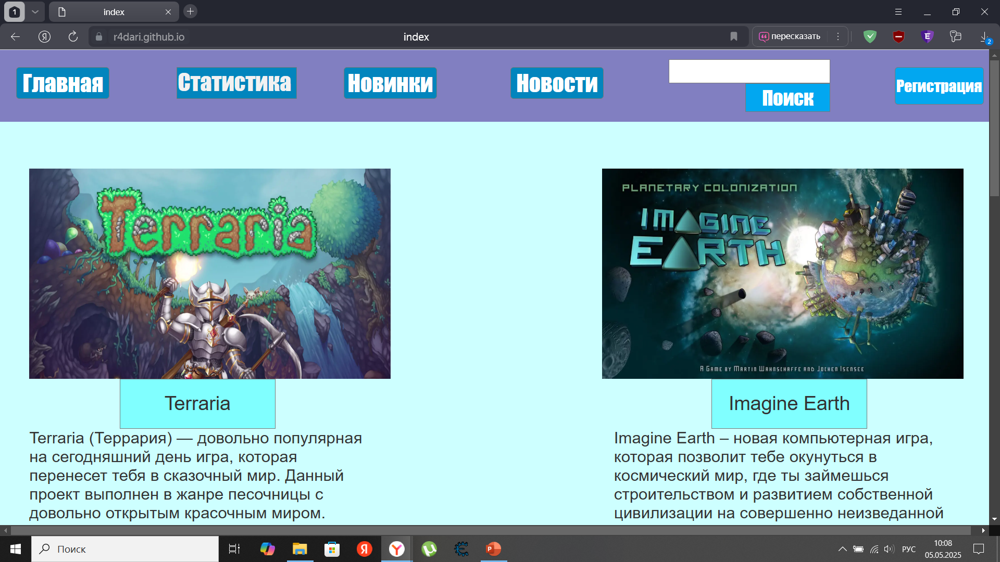 1
index
r4dari.github.io
index
пересказать
2
Главная
Статистика
Новинки
Новости
Поиск
Регистрация
Terraria
PLANETARY COLONIZATION
IMAGINE
EARTH
A Game by Martin Wahnschaffe and Jochen Isensee
Terraria
Imagine Earth
Terraria (Террария) — довольно популярная
на сегодняшний день игра, которая
перенесет тебя в сказочный мир. Данный
проект выполнен в жанре песочницы с
довольно открытым красочным миром.
Imagine Earth – новая компьютерная игра,
которая позволит тебе окунуться в
космический мир, где ты займешься
строительством и развитием собственной
цивилизации на совершенно неизведанной
Поиск
РУС
10:08
05.05.2025